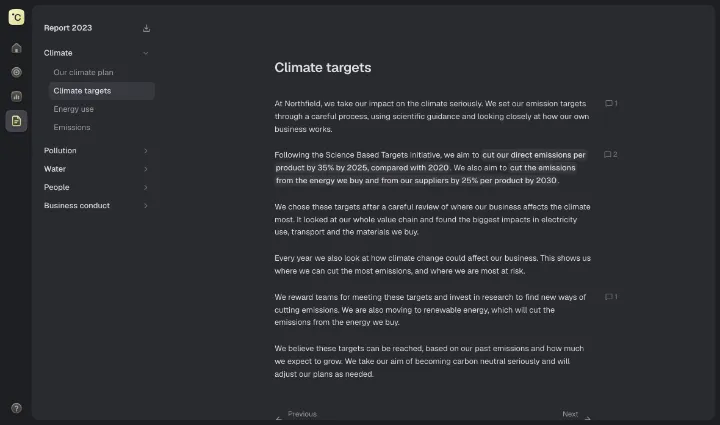 °C
Report 2023
Climate
Our climate plan
Climate targets
Energy use
Emissions
Pollution
Water
People
Business conduct
Climate targets
At Northfield, we take our impact on the climate seriously. We set our emission targets
through a careful process, using scientific guidance and looking closely at how our own
business works.
1
Following the Science Based Targets initiative, we aim to cut our direct emissions per
product by 35% by 2025, compared with 2020. We also aim to cut the emissions
from the energy we buy and from our suppliers by 25% per product by 2030.
2
We chose these targets after a careful review of where our business affects the climate
most. It looked at our whole value chain and found the biggest impacts in electricity
use, transport and the materials we buy.
Every year we also look at how climate change could affect our business. This shows us
where we can cut the most emissions, and where we are most at risk.
We reward teams for meeting these targets and invest in research to find new ways of
cutting emissions. We are also moving to renewable energy, which will cut the
emissions from the energy we buy.
1
We believe these targets can be reached, based on our past emissions and how much
we expect to grow. We take our aim of becoming carbon neutral seriously and will
adjust our plans as needed.
Previous
Next
?